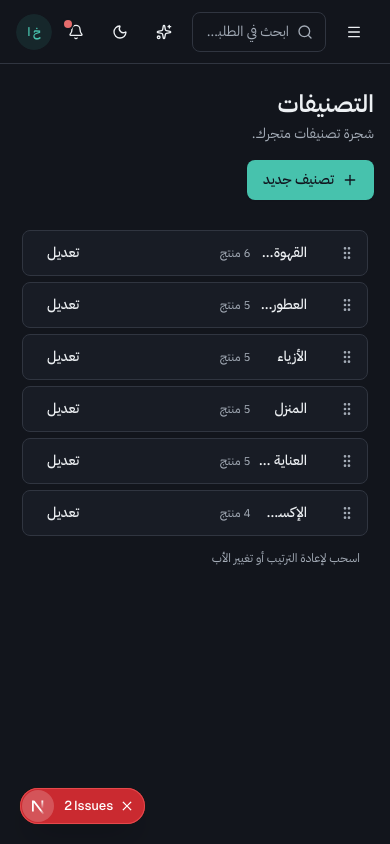 ابحث في الطلبـ...
خ ا
التصنيفات
شجرة تصنيفات متجرك.
+ تصنيف جديد
القهوة... 6 منتج تعديل
العطور... 5 منتج تعديل
الأزياء 5 منتج تعديل
المنزل 5 منتج تعديل
العناية ... 5 منتج تعديل
الإكسـ... 4 منتج تعديل
اسحب لإعادة الترتيب أو تغيير الأب
N 2 Issues